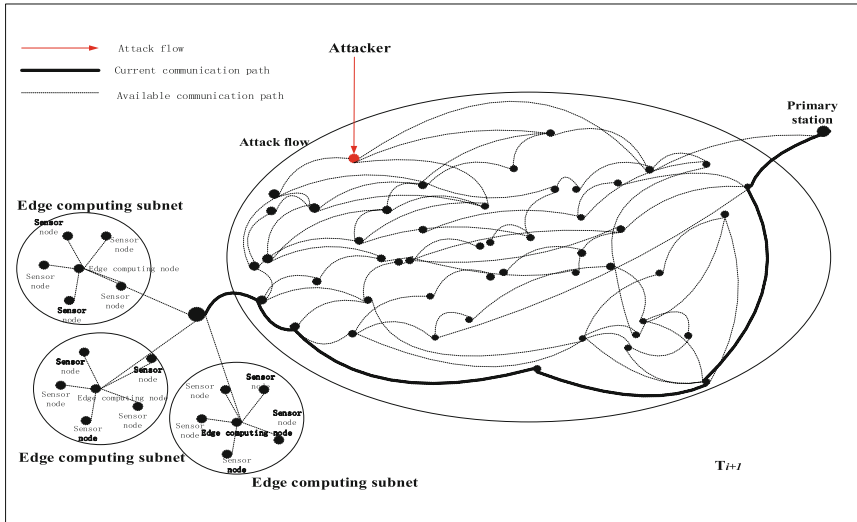 Attack flow
Current communication path
Available communication path
Attacker
Attack flow
Primary
station
Edge computing subnet
Sensor
node
Sensor
node
Sensor
node
Edge computing node
Sensor
node
Sensor
node
Sensor
node
Sensor
node
Sensor
node
Edge computing node
Sensor
node
Sensor
node
Edge computing subnet
Sensor
node
Sensor
node
Sensor
node
Sensor
node
Edge computing node
Sensor
node
Edge computing subnet
Ti+1